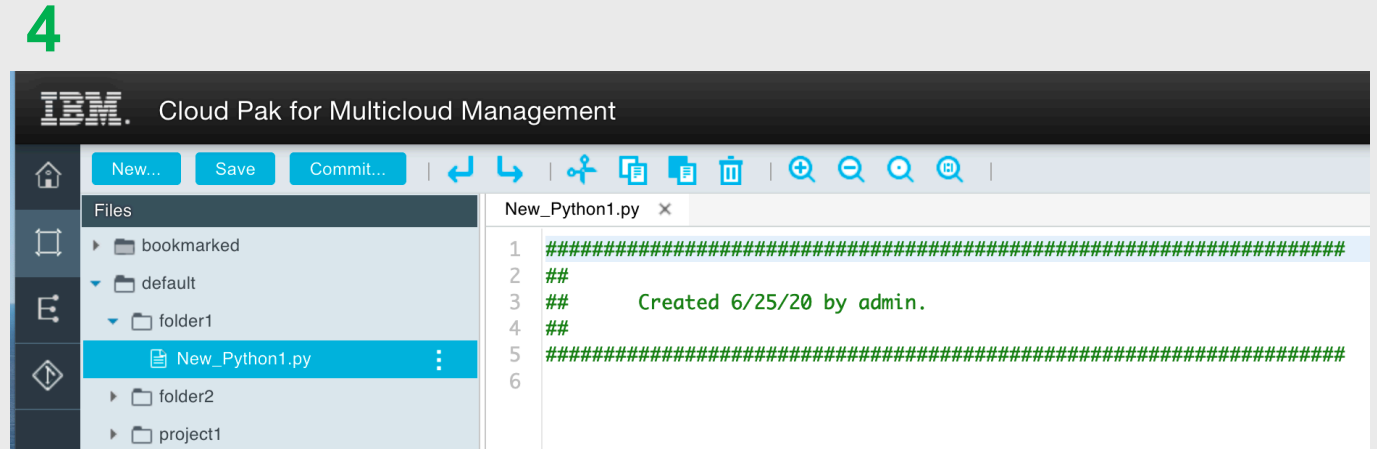 4
IBM. Cloud Pak for Multicloud Management
New... Save Commit...
Files
bookmarked
default
folder1
New_Python1.py
folder2
project1
New_Python1.py ×
1 #####################################################################
2 ##
3 ## Created 6/25/20 by admin.
4 ##
5 #####################################################################
6